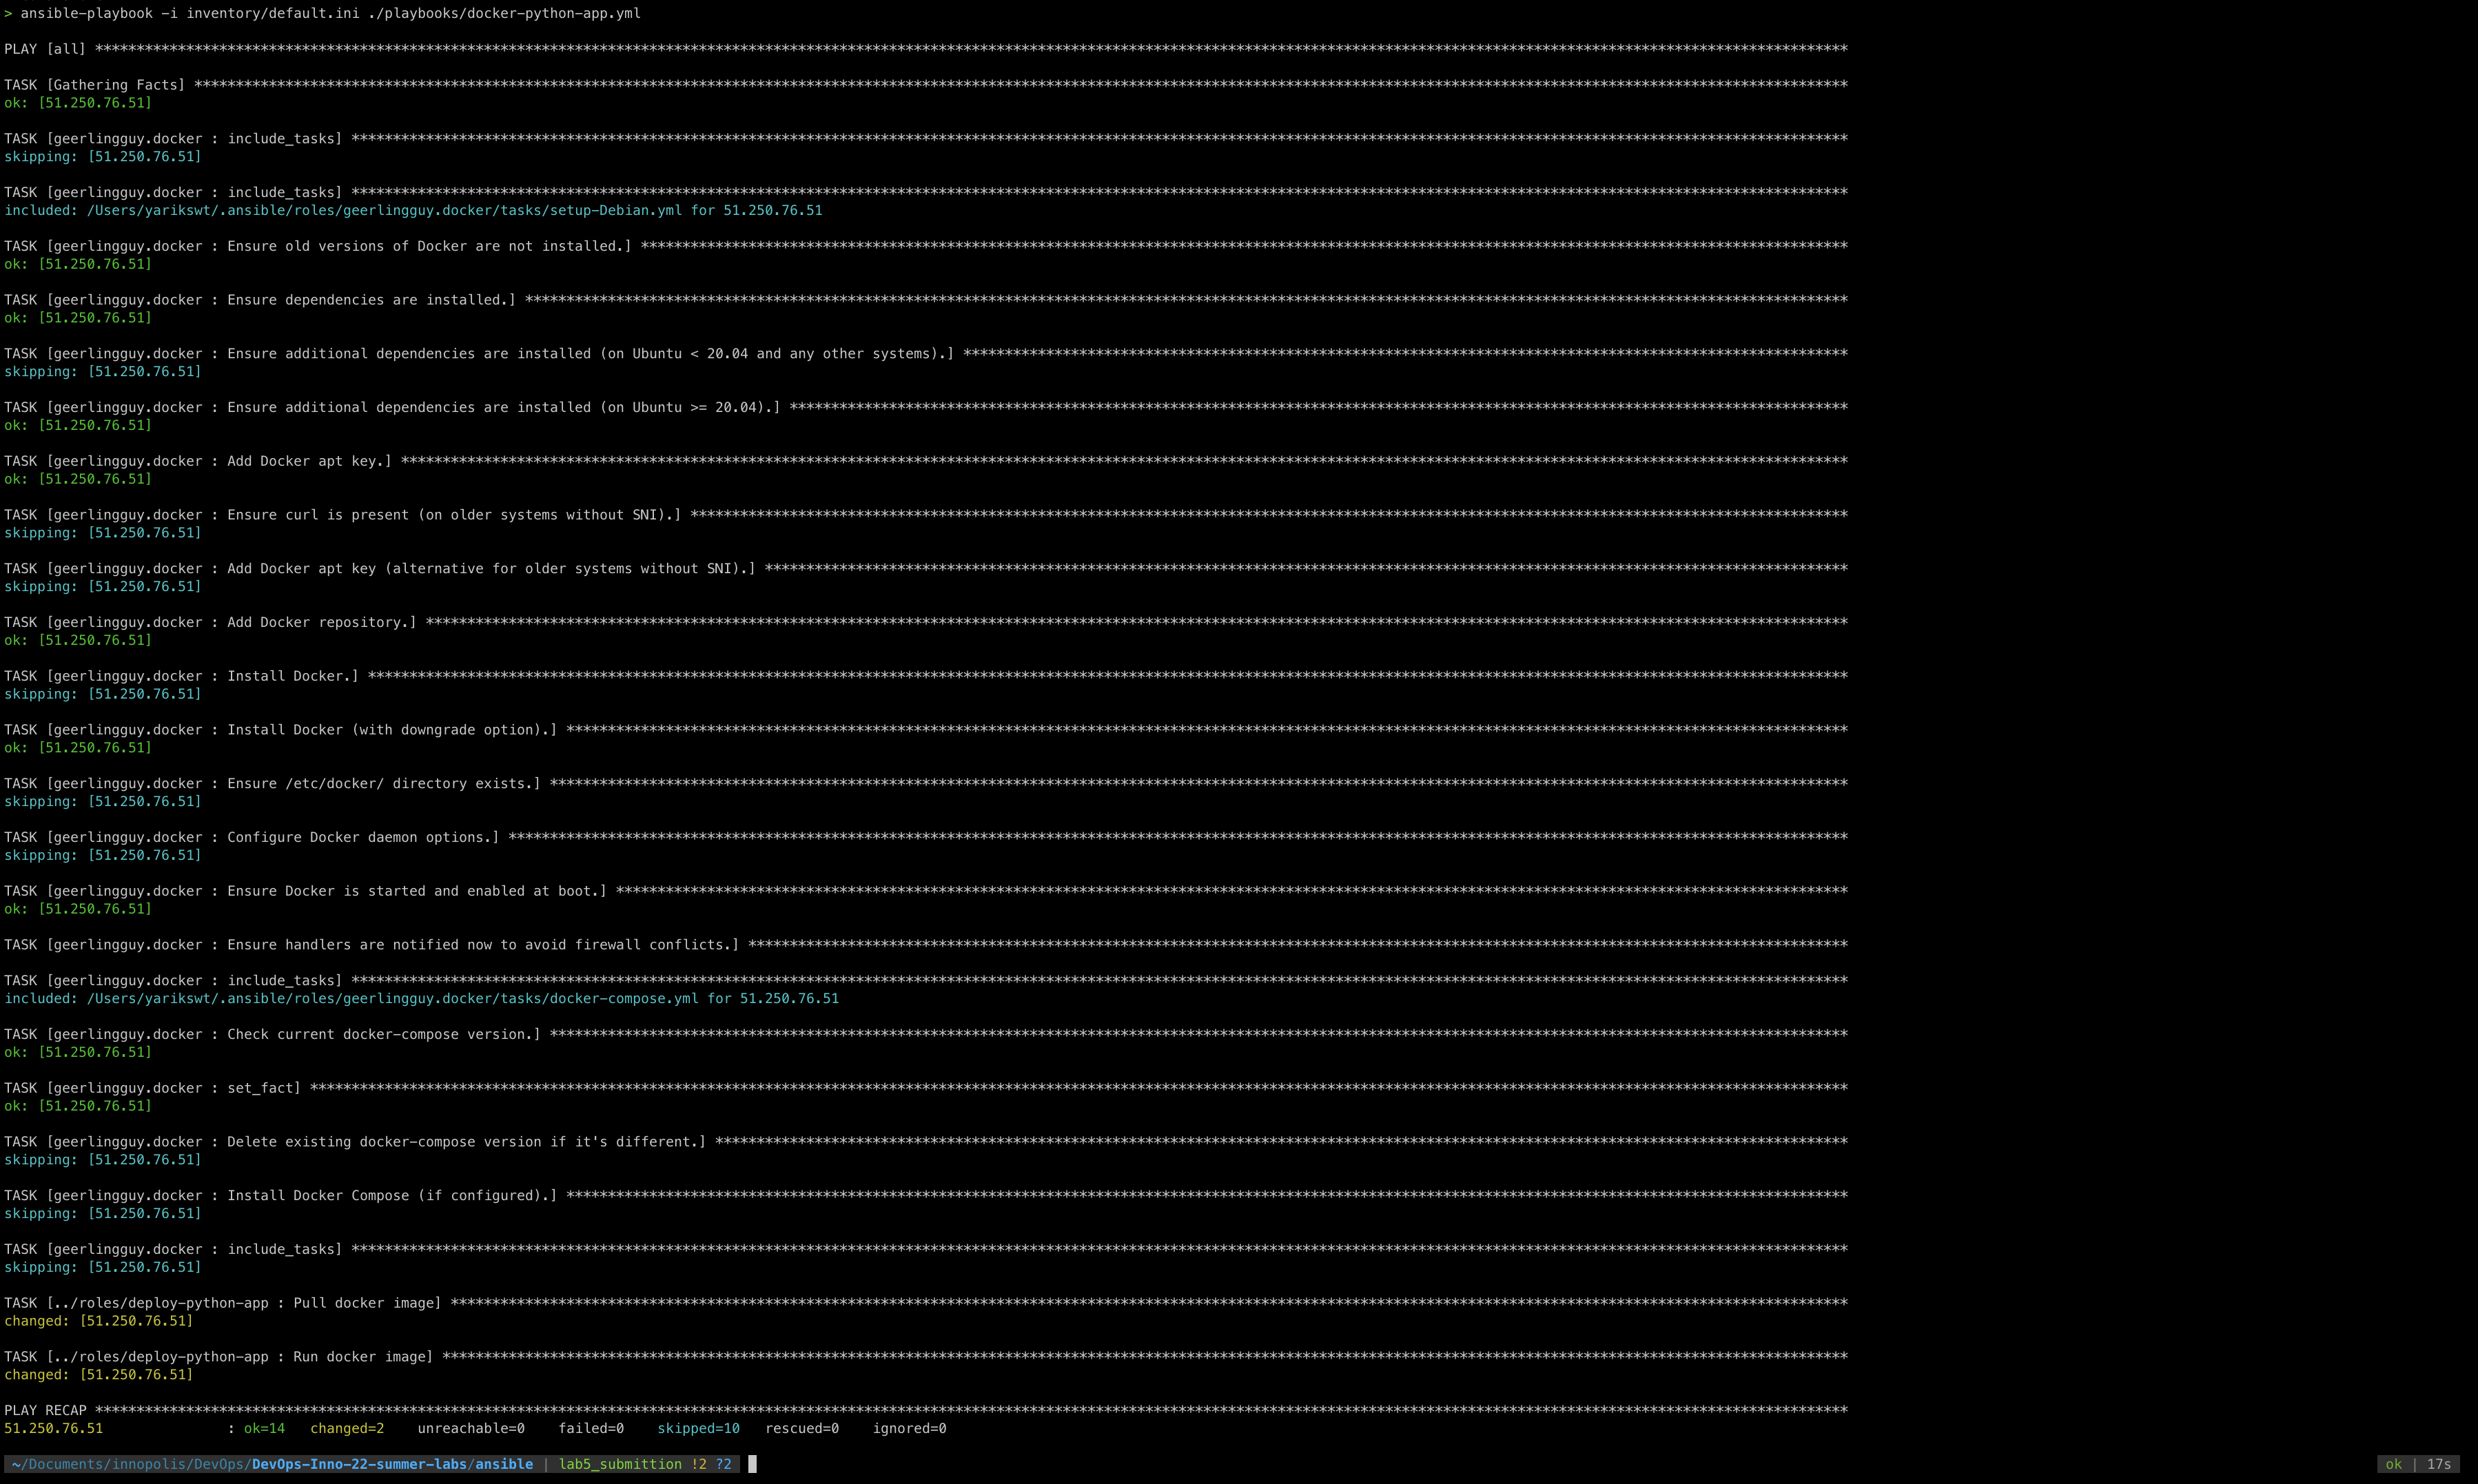 > ansible-playbook -i inventory/default.ini ./playbooks/docker-python-app.yml
PLAY [all] ***
TASK [Gathering Facts] ***
ok: [51.250.76.51]
TASK [geerlingguy.docker : include_tasks] ***
skipping: [51.250.76.51]
TASK [geerlingguy.docker : include_tasks] ***
included: /Users/yarikswt/.ansible/roles/geerlingguy.docker/tasks/setup-Debian.yml for 51.250.76.51
TASK [geerlingguy.docker : Ensure old versions of Docker are not installed.] ***
ok: [51.250.76.51]
TASK [geerlingguy.docker : Ensure dependencies are installed.] ***
ok: [51.250.76.51]
TASK [geerlingguy.docker : Ensure additional dependencies are installed (on Ubuntu < 20.04 and any other systems).] ***
skipping: [51.250.76.51]
TASK [geerlingguy.docker : Ensure additional dependencies are installed (on Ubuntu >= 20.04).] ***
ok: [51.250.76.51]
TASK [geerlingguy.docker : Add Docker apt key.] ***
ok: [51.250.76.51]
TASK [geerlingguy.docker : Ensure curl is present (on older systems without SNI).] ***
skipping: [51.250.76.51]
TASK [geerlingguy.docker : Add Docker apt key (alternative for older systems without SNI).] ***
skipping: [51.250.76.51]
TASK [geerlingguy.docker : Add Docker repository.] ***
ok: [51.250.76.51]
TASK [geerlingguy.docker : Install Docker.] ***
skipping: [51.250.76.51]
TASK [geerlingguy.docker : Install Docker (with downgrade option).] ***
ok: [51.250.76.51]
TASK [geerlingguy.docker : Ensure /etc/docker/ directory exists.] ***
skipping: [51.250.76.51]
TASK [geerlingguy.docker : Configure Docker daemon options.] ***
skipping: [51.250.76.51]
TASK [geerlingguy.docker : Ensure Docker is started and enabled at boot.] ***
ok: [51.250.76.51]
TASK [geerlingguy.docker : Ensure handlers are notified now to avoid firewall conflicts.] ***
TASK [geerlingguy.docker : include_tasks] ***
included: /Users/yarikswt/.ansible/roles/geerlingguy.docker/tasks/docker-compose.yml for 51.250.76.51
TASK [geerlingguy.docker : Check current docker-compose version.] ***
ok: [51.250.76.51]
TASK [geerlingguy.docker : set_fact] ***
ok: [51.250.76.51]
TASK [geerlingguy.docker : Delete existing docker-compose version if it's different.] ***
skipping: [51.250.76.51]
TASK [geerlingguy.docker : Install Docker Compose (if configured).] ***
skipping: [51.250.76.51]
TASK [geerlingguy.docker : include_tasks] ***
skipping: [51.250.76.51]
TASK [../roles/deploy-python-app : Pull docker image] ***
changed: [51.250.76.51]
TASK [../roles/deploy-python-app : Run docker image] ***
changed: [51.250.76.51]
PLAY RECAP ***
51.250.76.51 : ok=14 changed=2 unreachable=0 failed=0 skipped=10 rescued=0 ignored=0
~/Documents/innopolis/DevOps/DevOps-Inno-22-summer-labs/ansible | lab5_submittion !2 ?2 ok | 17s